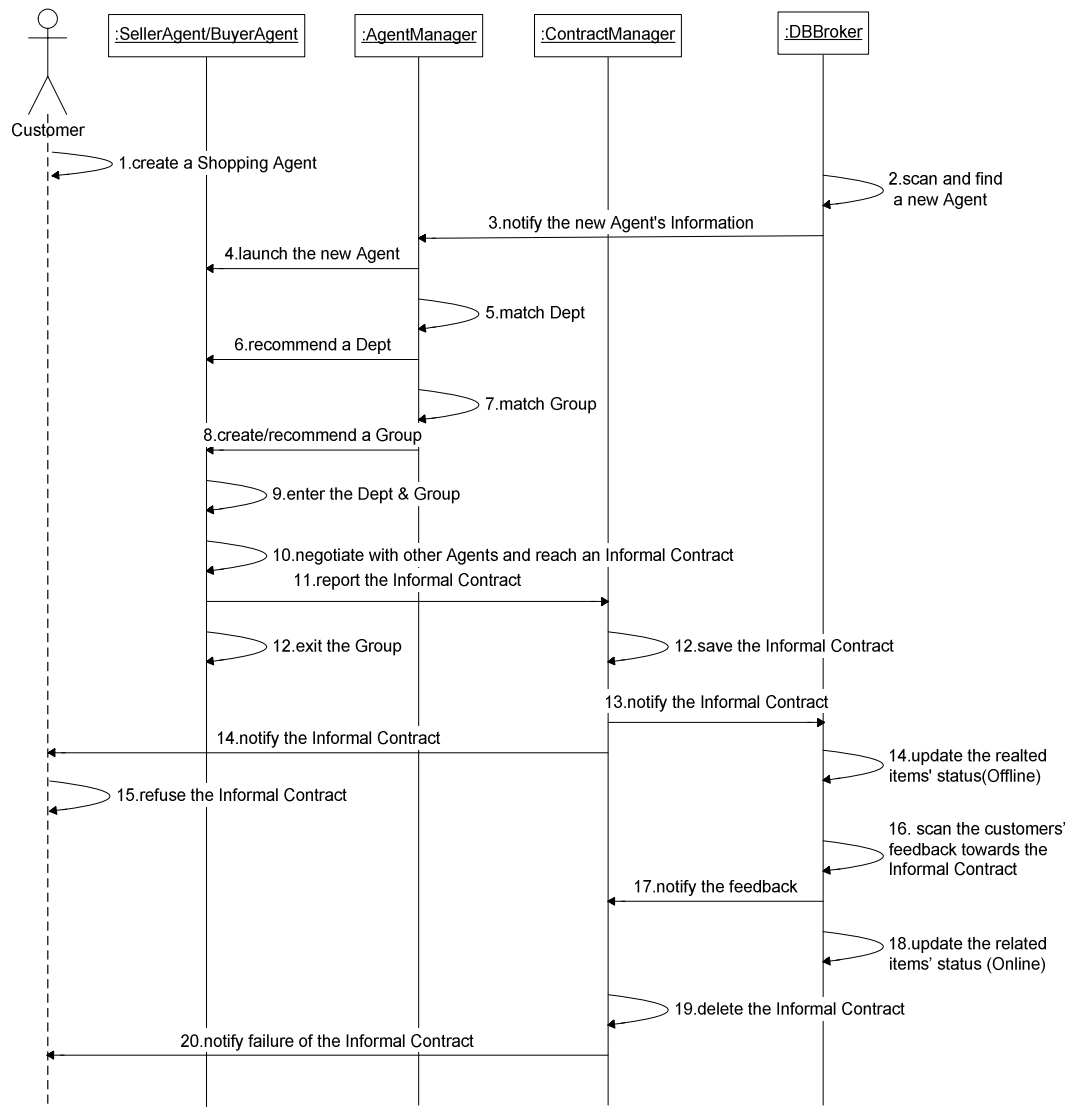 :SellerAgent/BuyerAgent
:AgentManager
:ContractManager
:DBBroker
Customer
1.create a Shopping Agent
2.scan and find
a new Agent
3.notify the new Agent's Information
4.launch the new Agent
5.match Dept
6.recommend a Dept
7.match Group
8.create/recommend a Group
9.enter the Dept & Group
10.negotiate with other Agents and reach an Informal Contract
11.report the Informal Contract
12.exit the Group
12.save the Informal Contract
13.notify the Informal Contract
14.notify the Informal Contract
14.update the realted
items' status(Offline)
15.refuse the Informal Contract
16. scan the customers’
feedback towards the
Informal Contract
17.notify the feedback
18.update the related
items’ status (Online)
19.delete the Informal Contract
20.notify failure of the Informal Contract